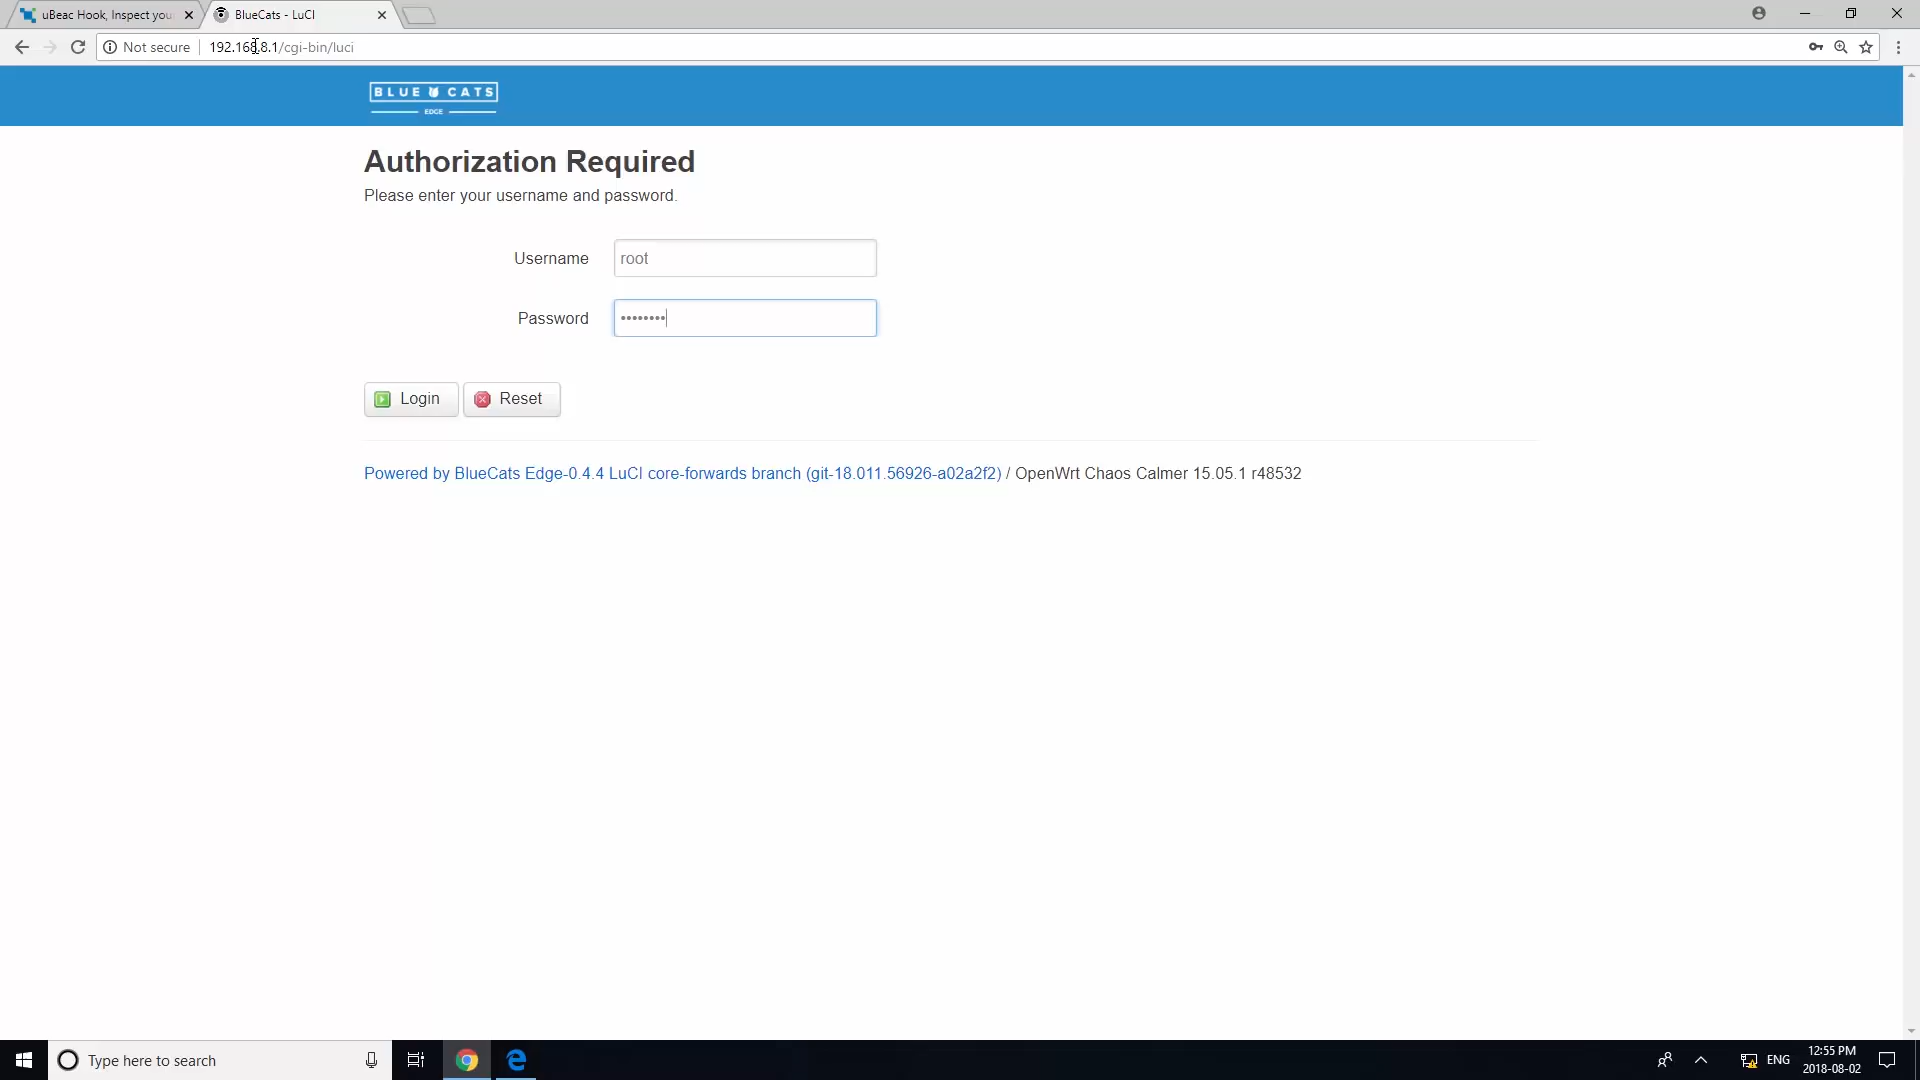 uBeac Hook, Inspect you
BlueCats - LuCI
Not secure
192.168.8.1/cgi-bin/luci
BLUE CATS
EDGE
Authorization Required
Please enter your username and password.
Username
root
Password
••••••••
Login
Reset
Powered by BlueCats Edge-0.4.4 LuCI core-forwards branch (git-18.011.56926-a02a2f2) / OpenWrt Chaos Calmer 15.05.1 r48532
Type here to search
ENG
12:55 PM
2018-08-02